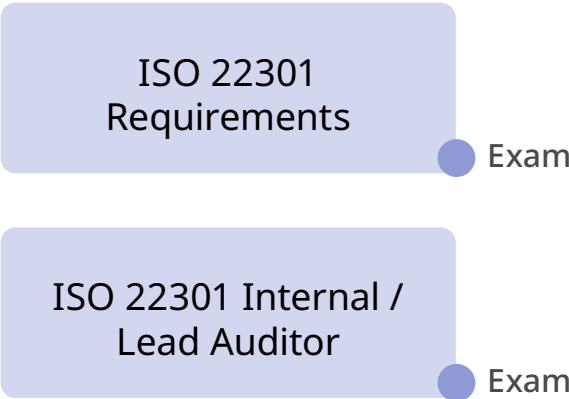 ISO 22301
Requirements
Exam
ISO 22301 Internal /
Lead Auditor
Exam